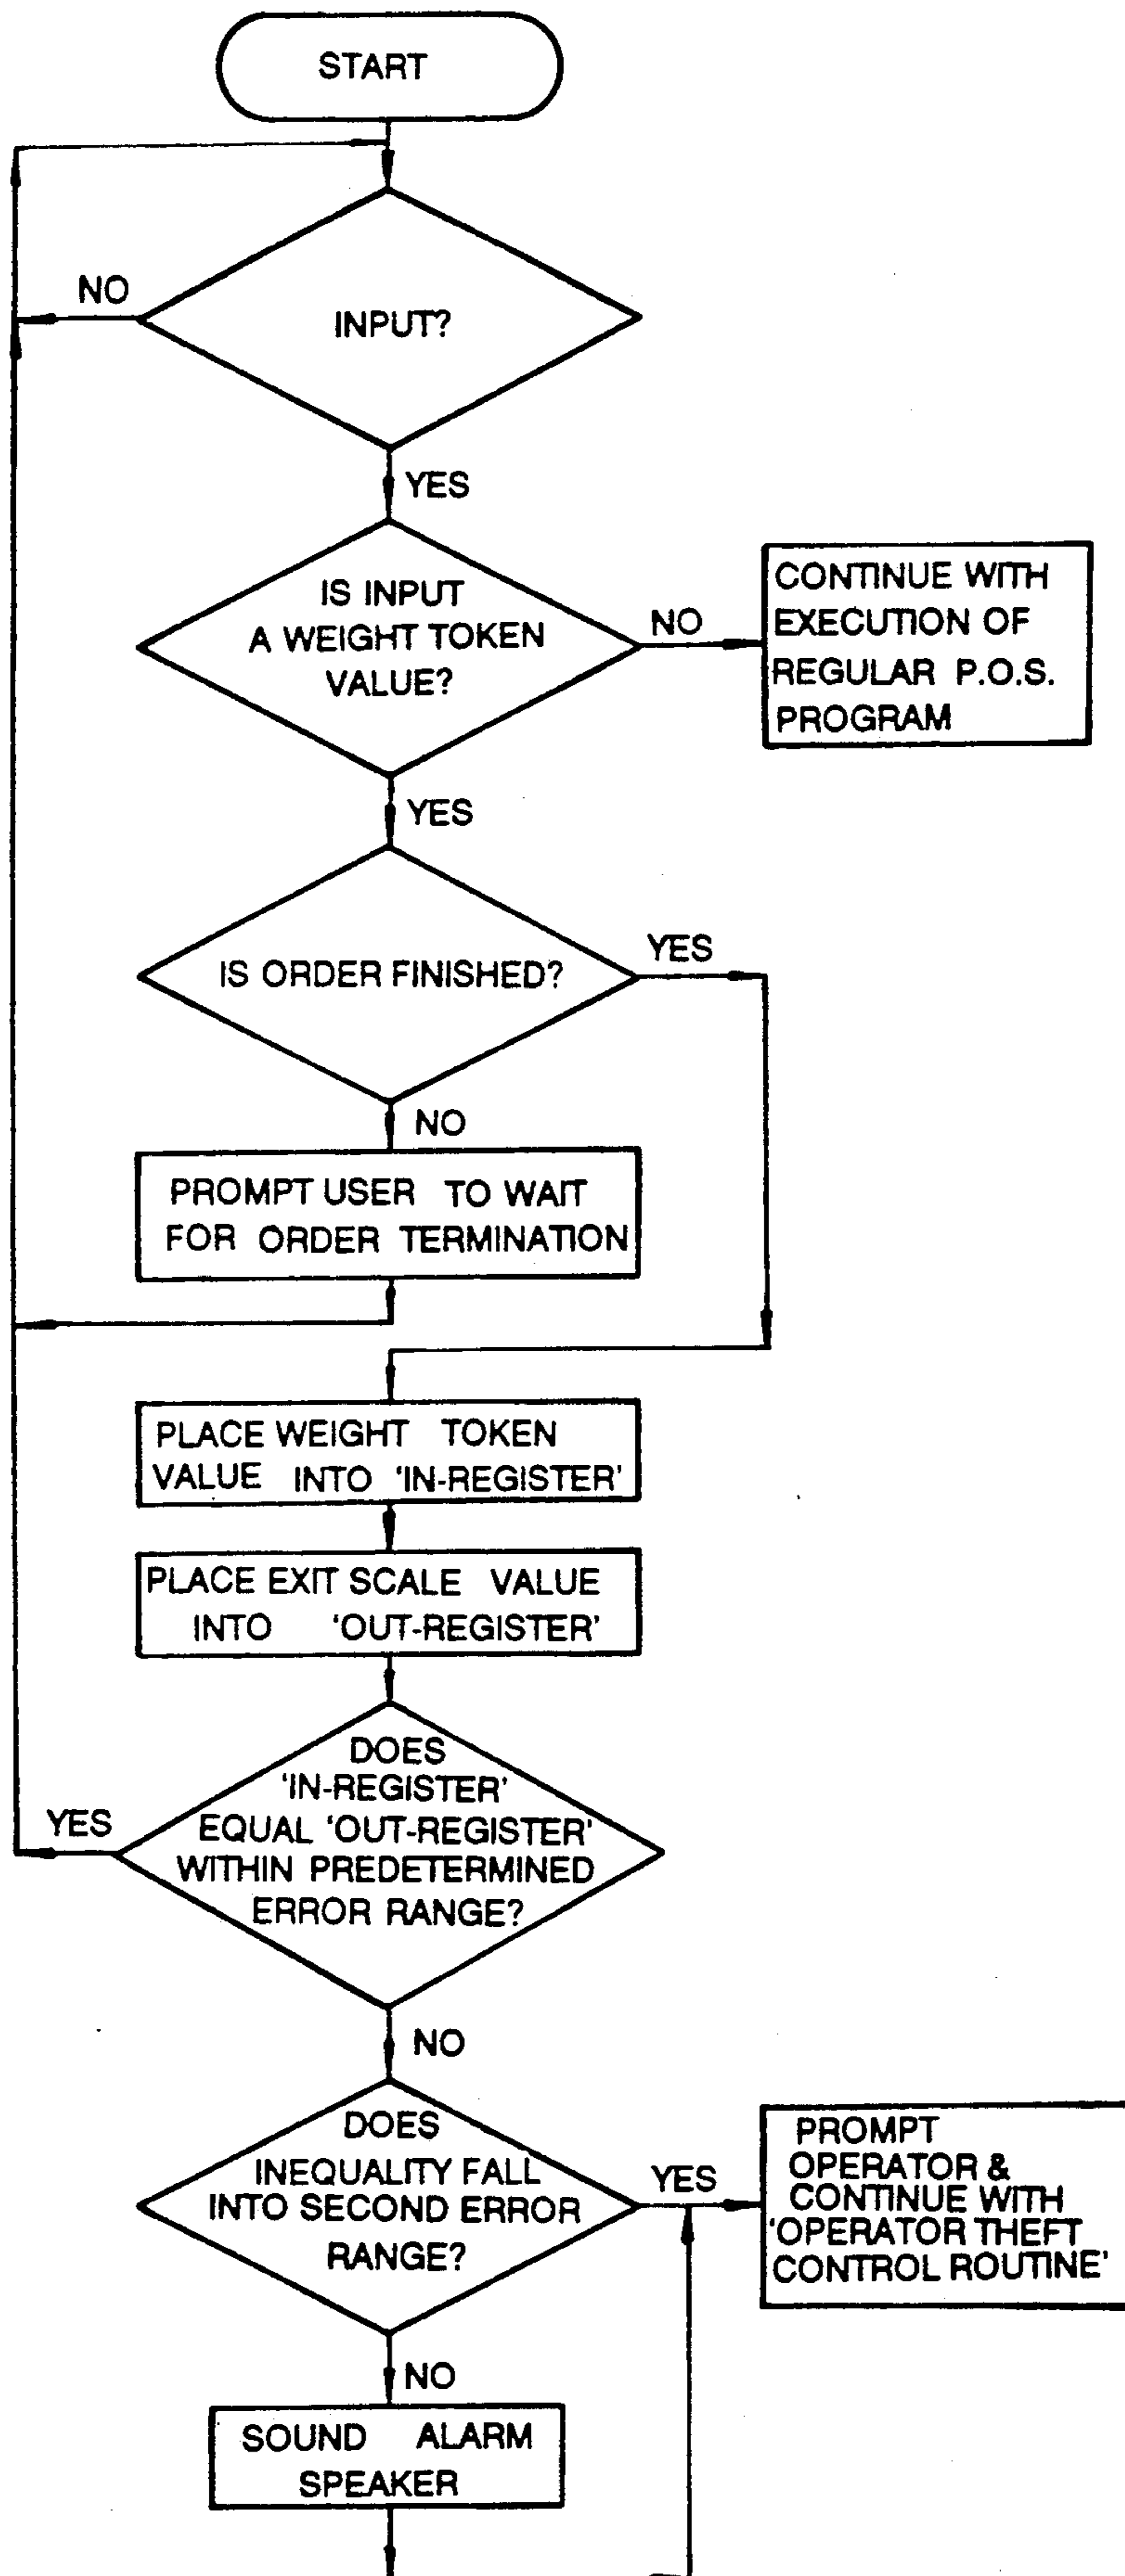 START
NO
INPUT?
YES
IS INPUT
A WEIGHT TOKEN
VALUE?
NO
CONTINUE WITH
EXECUTION OF
REGULAR P.O.S.
PROGRAM
YES
IS ORDER FINISHED?
YES
NO
PROMPT USER TO WAIT
FOR ORDER TERMINATION
PLACE WEIGHT TOKEN
VALUE INTO 'IN-REGISTER'
PLACE EXIT SCALE VALUE
INTO 'OUT-REGISTER'
DOES
'IN-REGISTER'
EQUAL 'OUT-REGISTER'
WITHIN PREDETERMINED
ERROR RANGE?
YES
NO
DOES
INEQUALITY FALL
INTO SECOND ERROR
RANGE?
YES
PROMPT
OPERATOR &
CONTINUE WITH
'OPERATOR THEFT
CONTROL ROUTINE'
NO
SOUND ALARM
SPEAKER